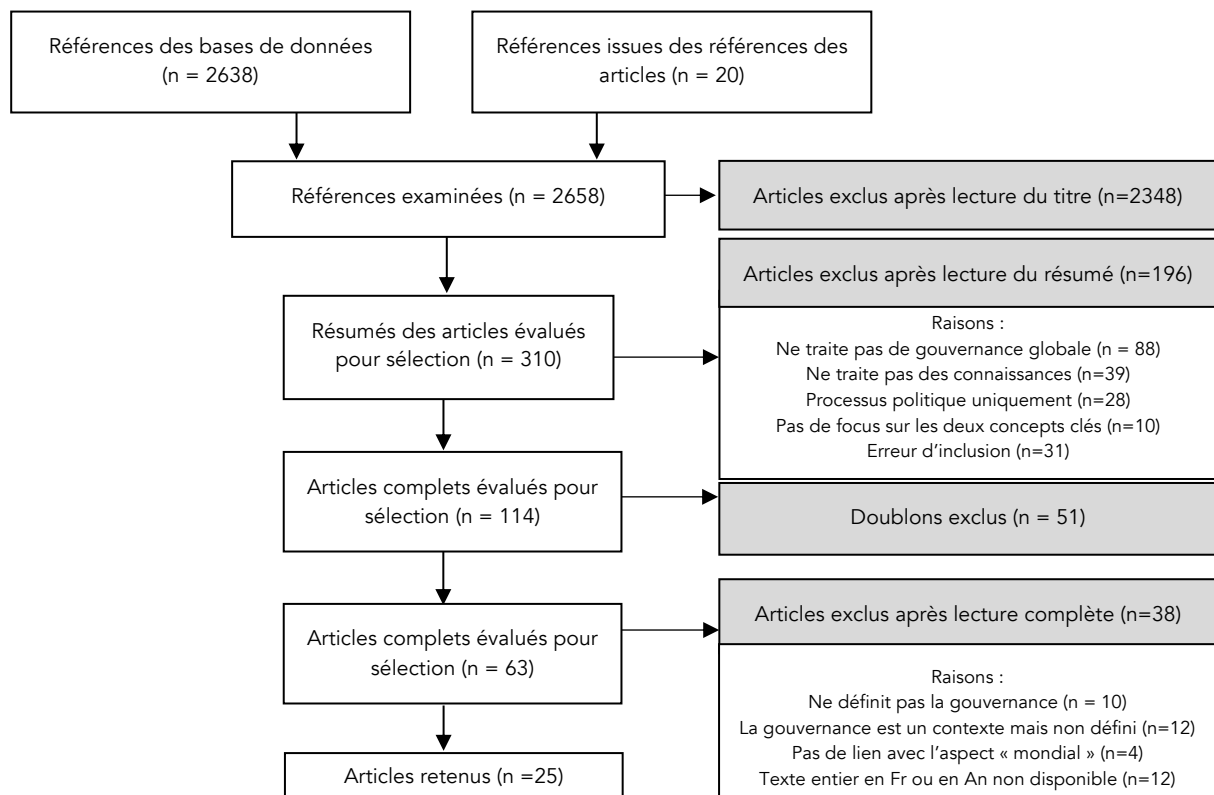 Références des bases de données
(n = 2638)
Références issues des références des
articles (n = 20)
Références examinées (n = 2658)
Articles exclus après lecture du titre (n=2348)
Articles exclus après lecture du résumé (n=196)
Raisons :
Ne traite pas de gouvernance globale (n = 88)
Ne traite pas des connaissances (n=39)
Processus politique uniquement (n=28)
Pas de focus sur les deux concepts clés (n=10)
Erreur d’inclusion (n=31)
Résumés des articles évalués
pour sélection (n = 310)
Articles complets évalués pour
sélection (n = 114)
Doublons exclus (n = 51)
Articles complets évalués pour
sélection (n = 63)
Articles exclus après lecture complète (n=38)
Raisons :
Ne définit pas la gouvernance (n = 10)
La gouvernance est un contexte mais non défini (n=12)
Pas de lien avec l’aspect « mondial » (n=4)
Texte entier en Fr ou en An non disponible (n=12)
Articles retenus (n =25)